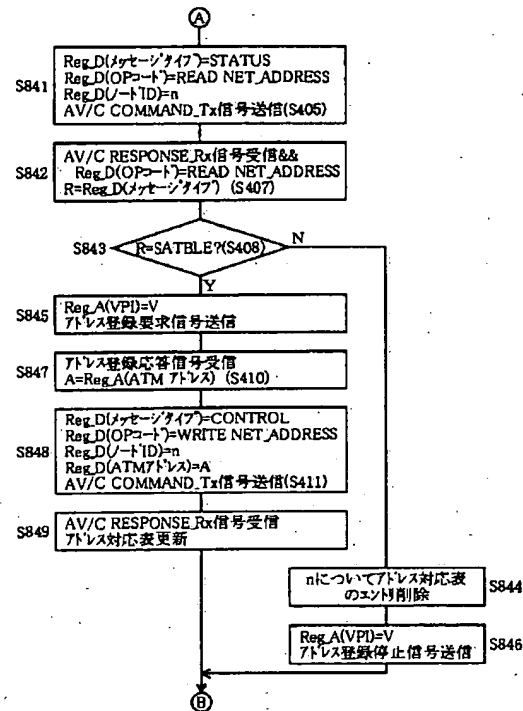 A
S841
Reg_D(メッセージタイプ)=STATUS
Reg_D(OPコード)=READ NET_ADDRESS
Reg_D(ノードID)=n
AV/C COMMAND_Tx信号送信(S405)
S842
AV/C RESPONSE_Rx信号受信&&
Reg_D(OPコード)=READ NET_ADDRESS
R=Reg_D(メッセージタイプ) (S407)
S843
R=SATBLE?(S408)
N
Y
S845
Reg_A(VPI)=V
アドレス登録要求信号送信
S847
アドレス登録応答信号受信
A=Reg_A(ATM アドレス) (S410)
S848
Reg_D(メッセージタイプ)=CONTROL
Reg_D(OPコード)=WRITE NET_ADDRESS
Reg_D(ノードID)=n
Reg_D(ATMアドレス)=A
AV/C COMMAND_Tx信号送信(S411)
S849
AV/C RESPONSE_Rx信号受信
アドレス対応表更新
nについてアドレス対応表
のエントリ削除
S844
Reg_A(VPI)=V
アドレス登録停止信号送信
S846
B